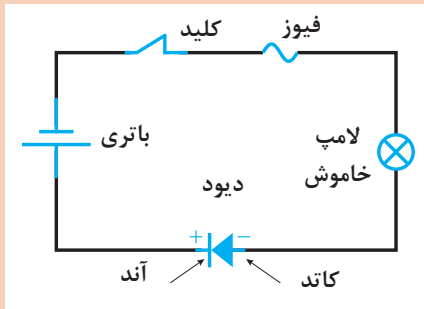 کلید
فیوز
باتری
لامپ
خاموش
دیود
+
−
آند
کاتد